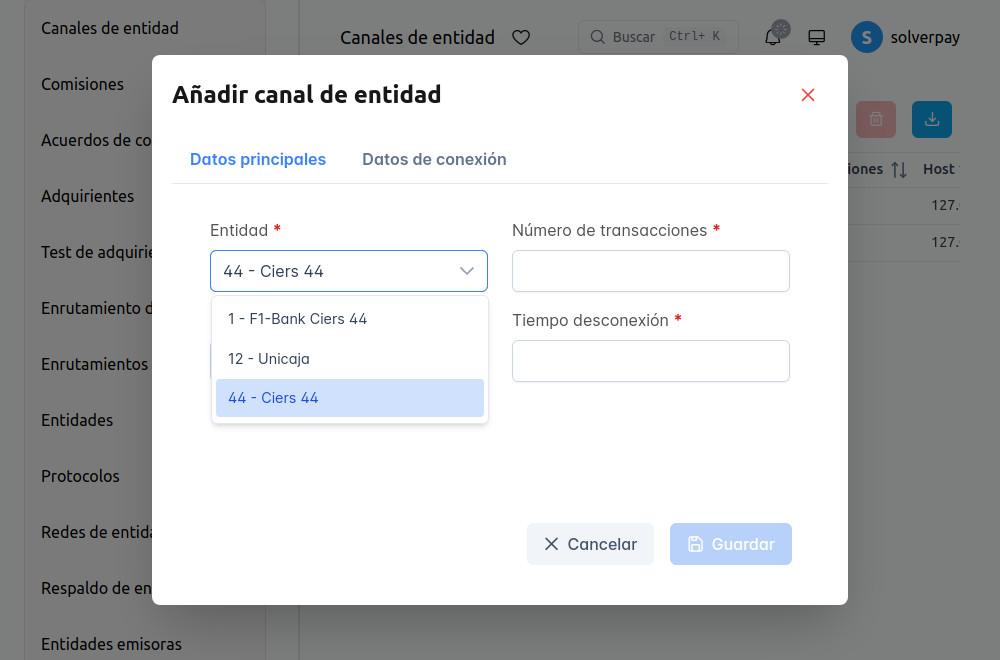 Canales de entidad
Comisiones
Acuerdos de co
Adquirientes
Test de adquirie
Enrutamiento d
Enrutamientos
Entidades
Protocolos
Redes de entida
Respaldo de en
Entidades emisoras
Canales de entidad
Buscar Ctrl+ K
S solverpay
iones Host
127.
127.
Añadir canal de entidad
Datos principales Datos de conexión
Entidad * Número de transacciones *
44 - Ciers 44
1 - F1-Bank Ciers 44
12 - Unicaja
44 - Ciers 44
Tiempo desconexión *
Cancelar Guardar